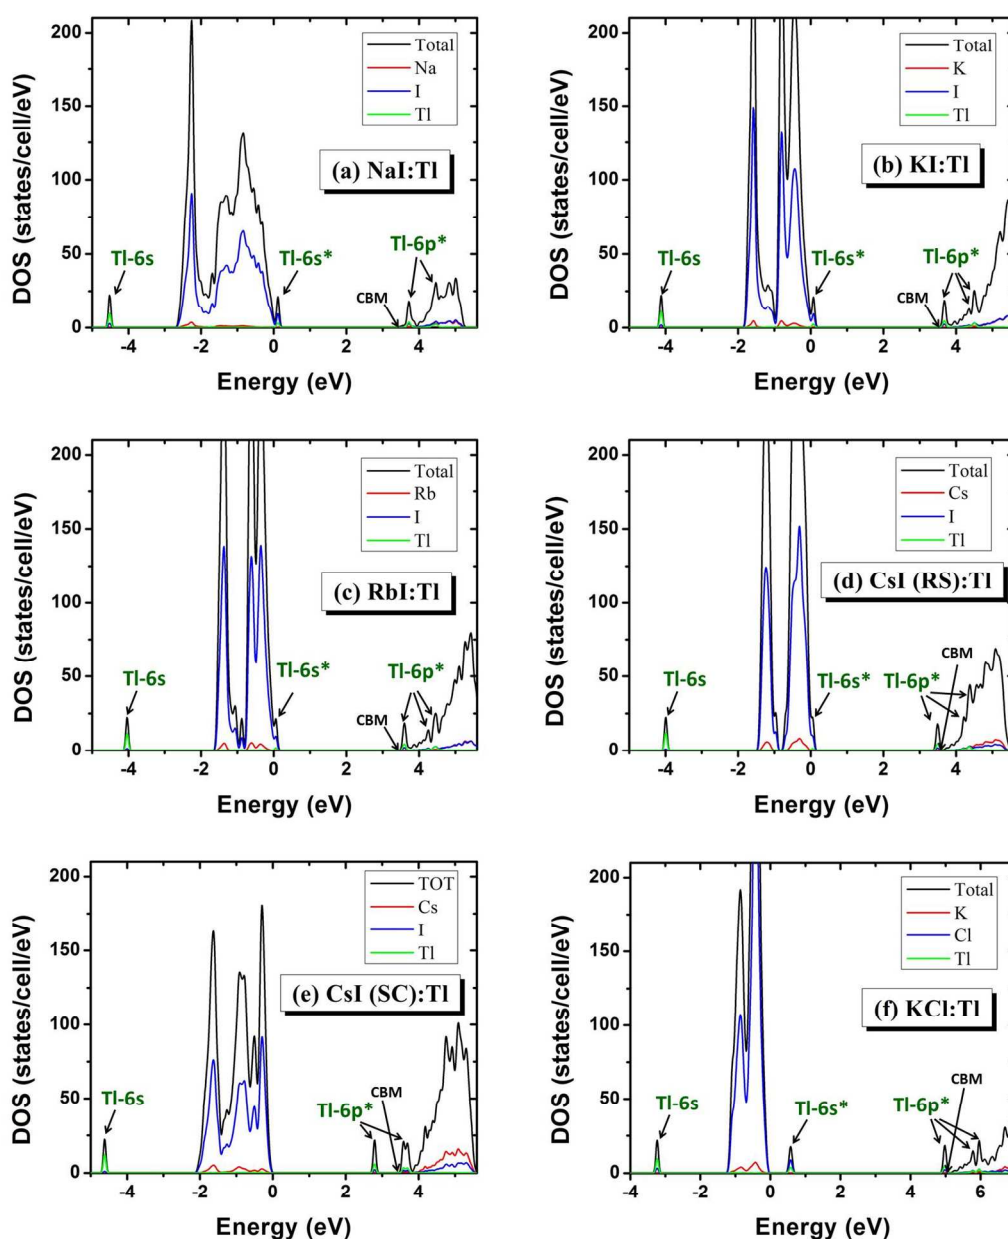 DOS (states/cell/eV)
200
150
100
50
0
Total
Na
I
Tl
(a) NaI:Tl
Tl-6s
Tl-6s*
Tl-6p*
CBM
-4 -2 0 2 4 6
Energy (eV)
DOS (states/cell/eV)
200
150
100
50
0
Total
K
I
Tl
(b) KI:Tl
Tl-6s
Tl-6s*
Tl-6p*
CBM
-4 -2 0 2 4
Energy (eV)
DOS (states/cell/eV)
200
150
100
50
0
Total
Rb
I
Tl
(c) RbI:Tl
Tl-6s
Tl-6s*
Tl-6p*
CBM
-4 -2 0 2 4
Energy (eV)
DOS (states/cell/eV)
200
150
100
50
0
Total
Cs
I
Tl
(d) CsI (RS):Tl
CBM
Tl-6s
Tl-6s*
Tl-6p*
-4 -2 0 2 4
Energy (eV)
DOS (states/cell/eV)
200
150
100
50
0
TOT
Cs
I
Tl
(e) CsI (SC):Tl
Tl-6s
Tl-6p*
CBM
-4 -2 0 2 4
Energy (eV)
DOS (states/cell/eV)
200
150
100
50
0
Total
K
Cl
Tl
(f) KCl:Tl
CBM
Tl-6s
Tl-6s*
Tl-6p*
-4 -2 0 2 4 6
Energy (eV)